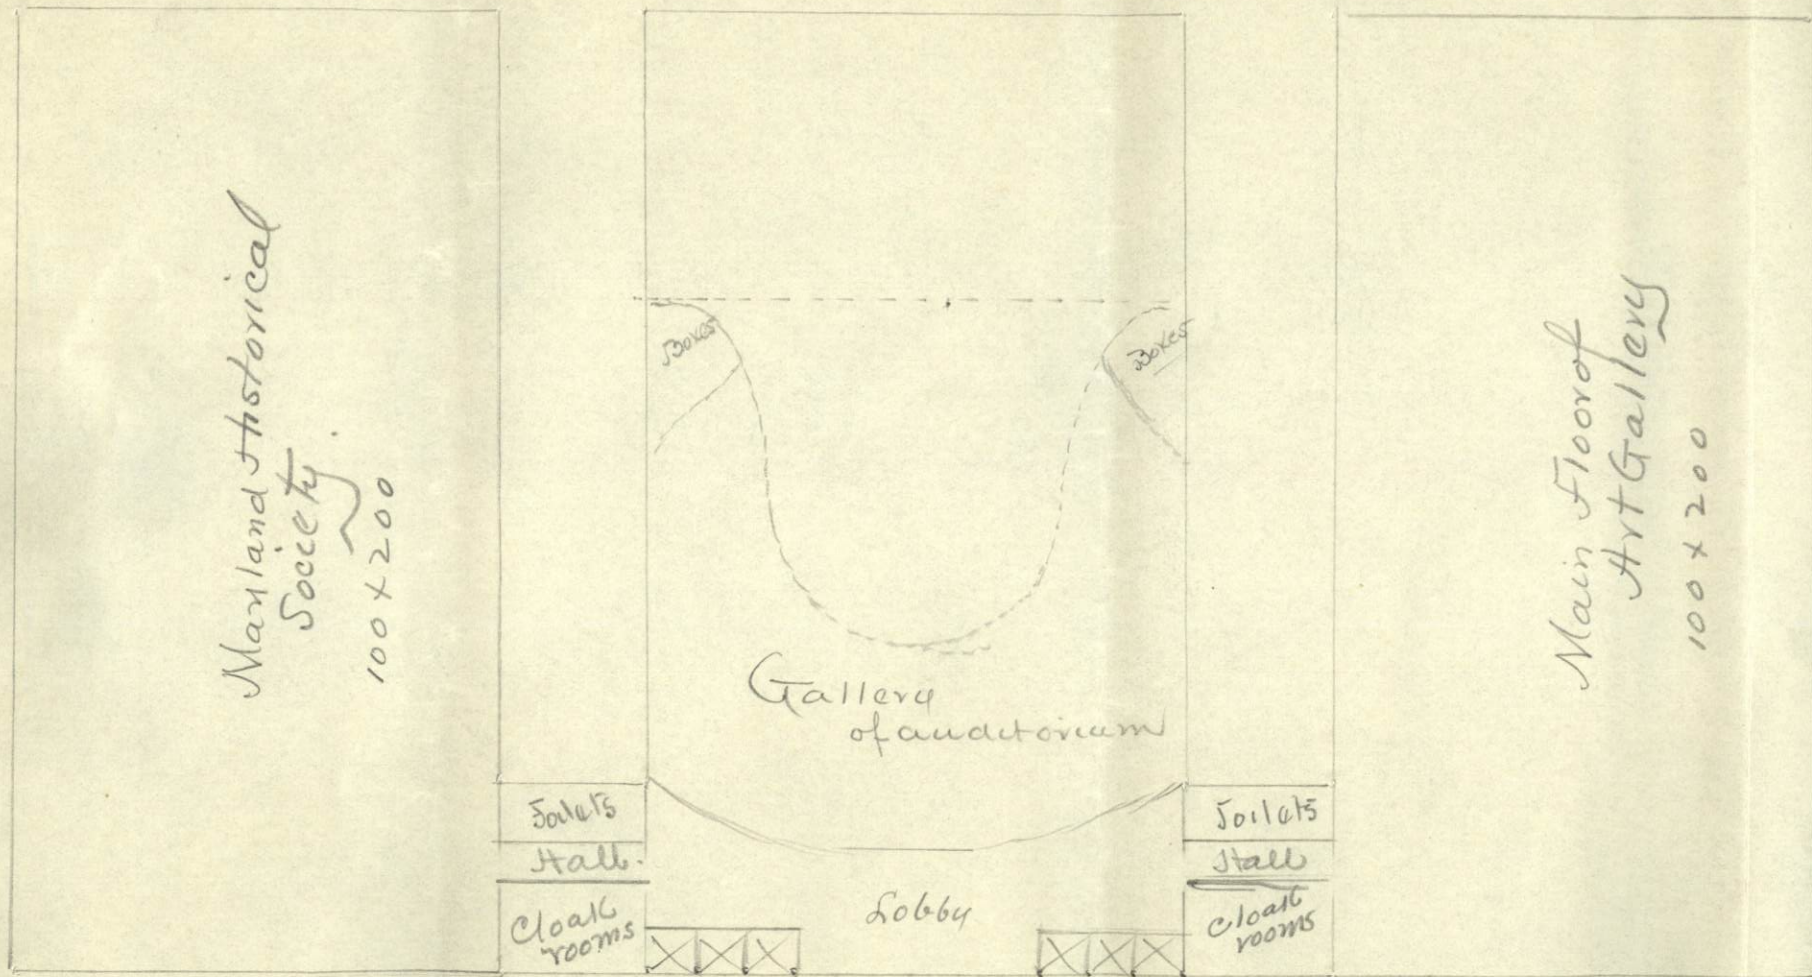 Maryland Historical
Society
100 x 200
Boxes
Boxes
Gallery
of auditorium
Toilets
Hall.
Cloak
rooms
Lobby
Toilets
Hall
Cloak
rooms
Main Floor of
Art Gallery
100 x 200